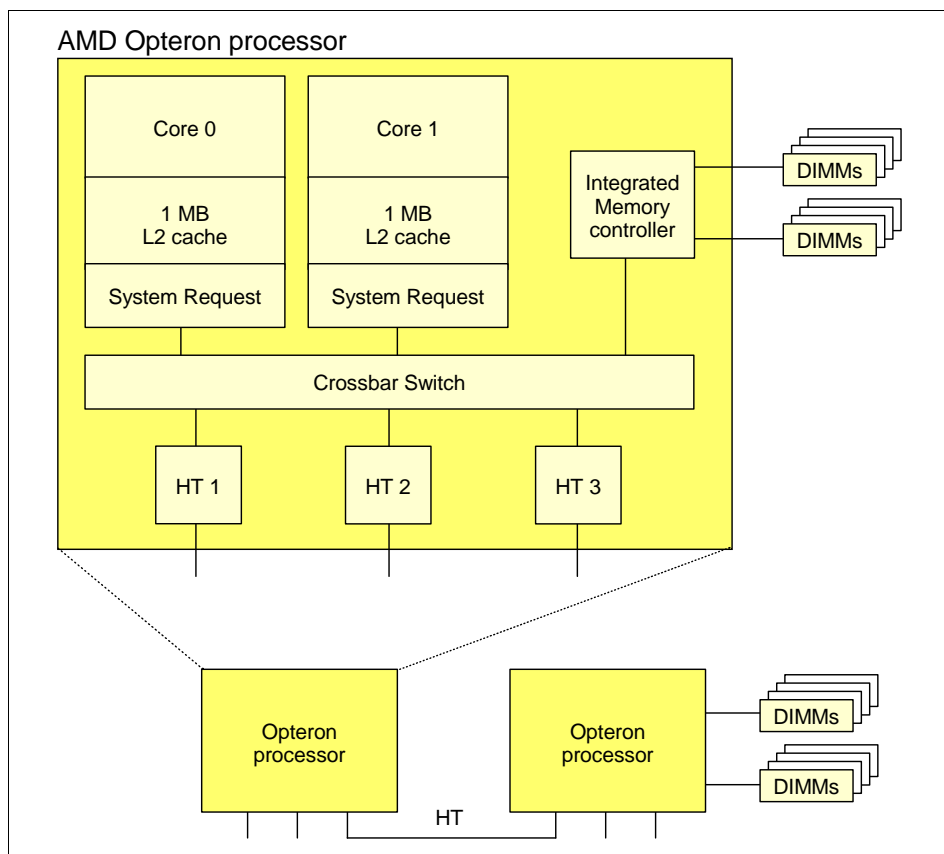 AMD Opteron processor
Core 0
Core 1
1 MB
L2 cache
1 MB
L2 cache
System Request
System Request
Integrated
Memory
controller
DIMMs
DIMMs
Crossbar Switch
HT 1
HT 2
HT 3
Opteron
processor
Opteron
processor
DIMMs
DIMMs
HT